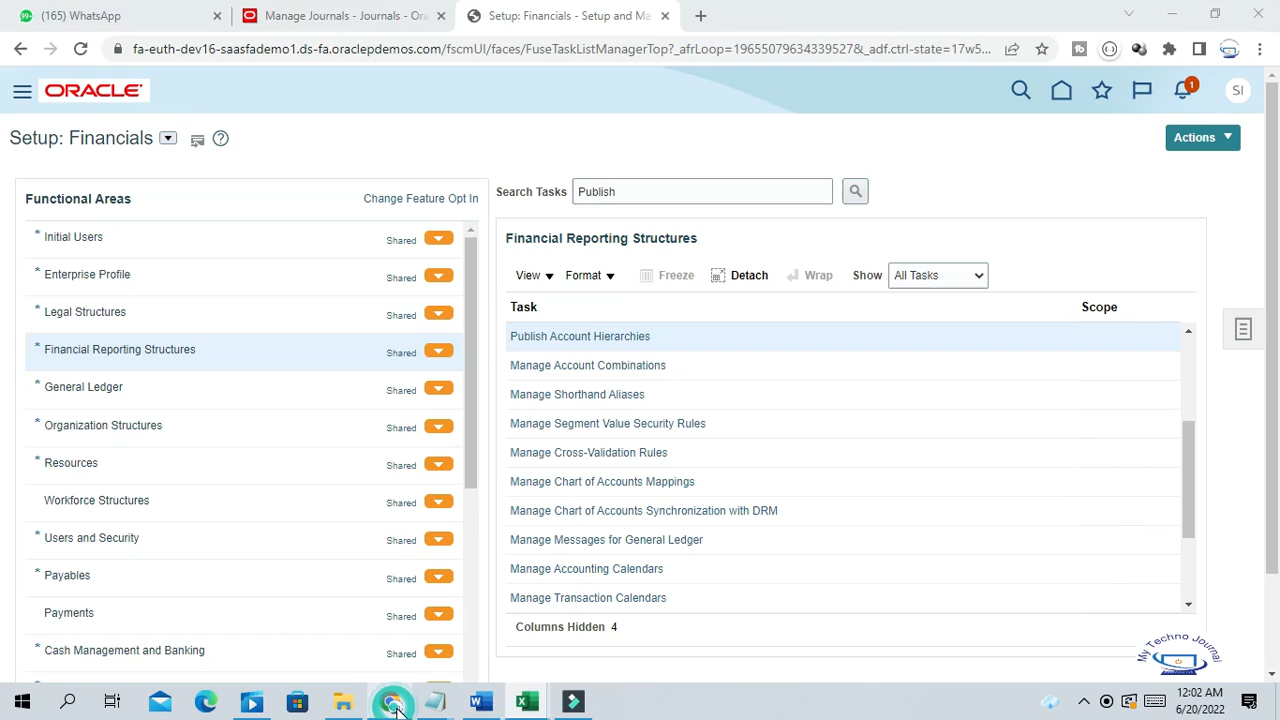 (165) WhatsApp
Manage Journals - Journals - Ora
Setup: Financials - Setup and Ma
fa-euth-dev16-saasfademo1.ds-fa.oraclepdemos.com/fscmUI/faces/FuseTaskListManagerTop?_afrLoop=19655079634339527&_adf.ctrl-state=17w5...
ORACLE
1
SI
Setup: Financials
Actions
Functional Areas
Change Feature Opt In
* Initial Users Shared
* Enterprise Profile Shared
* Legal Structures Shared
* Financial Reporting Structures Shared
* General Ledger Shared
* Organization Structures Shared
* Resources Shared
Workforce Structures Shared
* Users and Security Shared
* Payables Shared
Payments Shared
* Cash Management and Banking Shared
Search Tasks Publish
Financial Reporting Structures
View Format Freeze Detach Wrap Show All Tasks
Task Scope
Publish Account Hierarchies
Manage Account Combinations
Manage Shorthand Aliases
Manage Segment Value Security Rules
Manage Cross-Validation Rules
Manage Chart of Accounts Mappings
Manage Chart of Accounts Synchronization with DRM
Manage Messages for General Ledger
Manage Accounting Calendars
Manage Transaction Calendars
Columns Hidden 4
My Techno Journal
12:02 AM
6/20/2022